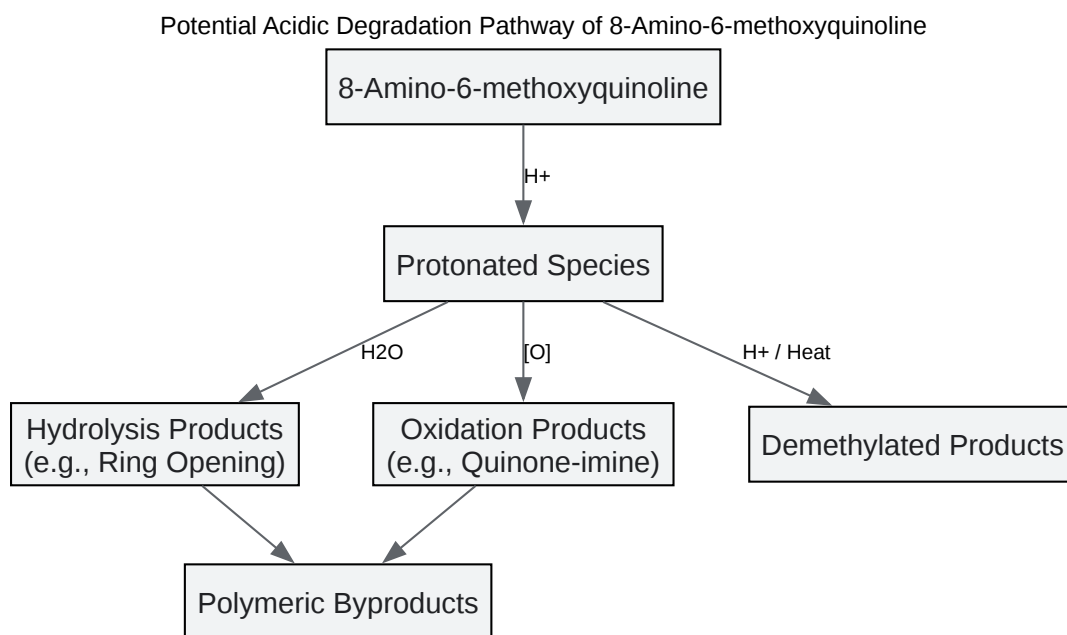 Potential Acidic Degradation Pathway of 8-Amino-6-methoxyquinoline
8-Amino-6-methoxyquinoline
H+
Protonated Species
H2O
[O]
H+ / Heat
Hydrolysis Products
(e.g., Ring Opening)
Oxidation Products
(e.g., Quinone-imine)
Demethylated Products
Polymeric Byproducts